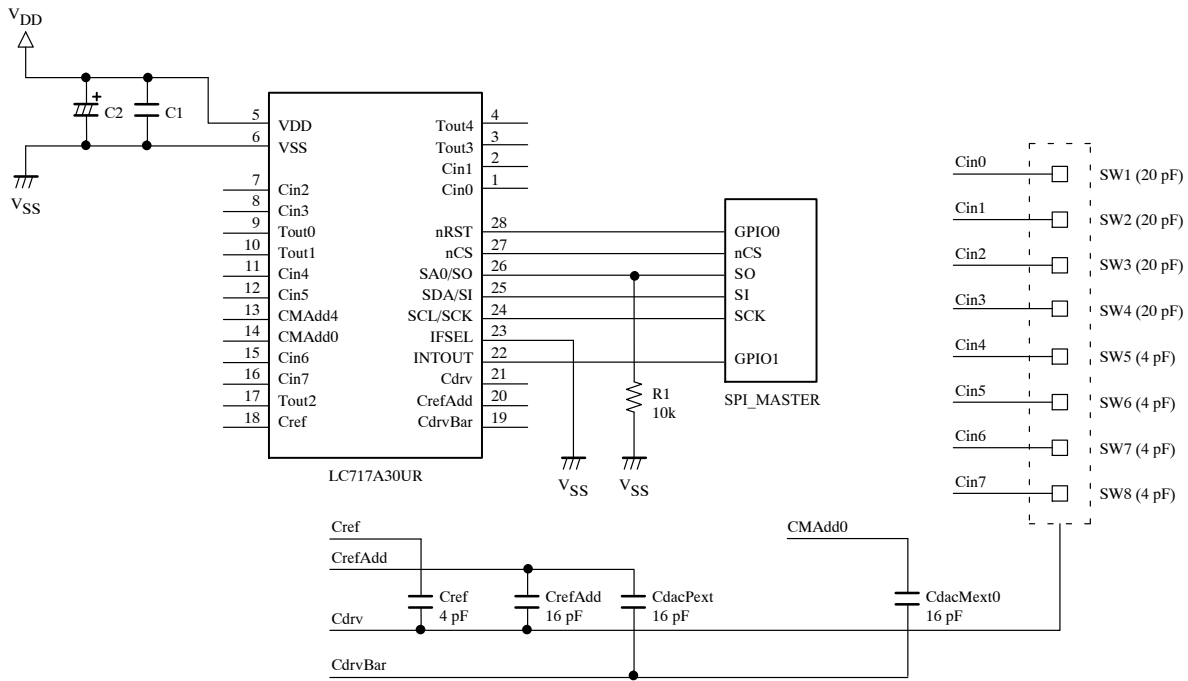 VDD
+
C2
C1
VSS
5
VDD
6
VSS
7
Cin2
8
Cin3
9
Tout0
10
Tout1
11
Cin4
12
Cin5
13
CMAdd4
14
CMAdd0
15
Cin6
16
Cin7
17
Tout2
18
Cref
Tout4
4
Tout3
3
Cin1
2
Cin0
1
nRST
28
nCS
27
SA0/SO
26
SDA/SI
25
SCL/SCK
24
IFSEL
23
INTOUT
22
Cdrv
21
CrefAdd
20
CdrvBar
19
LC717A30UR
GPIO0
nCS
SO
SI
SCK
GPIO1
SPI_MASTER
R1
10k
VSS
VSS
Cin0
SW1 (20 pF)
Cin1
SW2 (20 pF)
Cin2
SW3 (20 pF)
Cin3
SW4 (20 pF)
Cin4
SW5 (4 pF)
Cin5
SW6 (4 pF)
Cin6
SW7 (4 pF)
Cin7
SW8 (4 pF)
Cref
CrefAdd
Cdrv
CdrvBar
Cref
4 pF
CrefAdd
16 pF
CdacPext
16 pF
CMAdd0
CdacMext0
16 pF